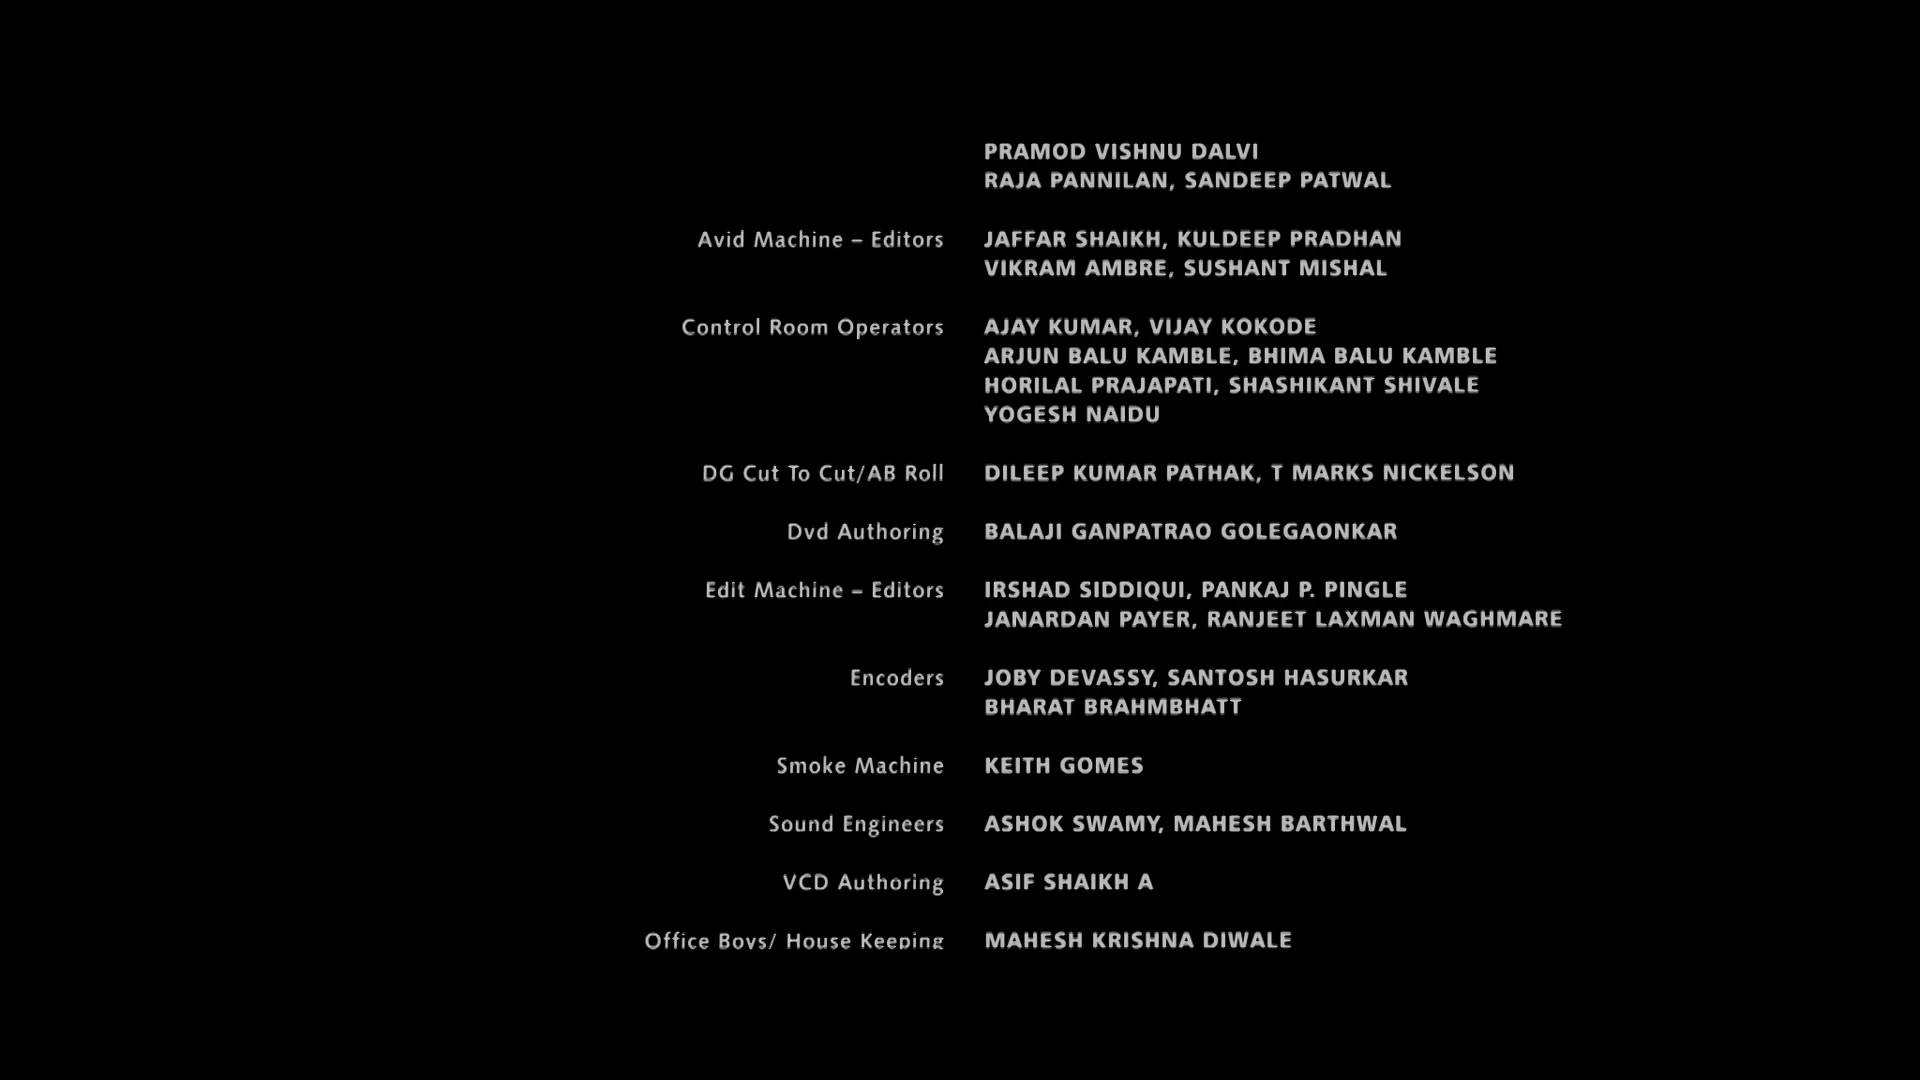 PRAMOD VISHNU DALVI
RAJA PANNILAN, SANDEEP PATWAL
Avid Machine – Editors JAFFAR SHAIKH, KULDEEP PRADHAN
VIKRAM AMBRE, SUSHANT MISHAL
Control Room Operators AJAY KUMAR, VIJAY KOKODE
ARJUN BALU KAMBLE, BHIMA BALU KAMBLE
HORILAL PRAJAPATI, SHASHIKANT SHIVALE
YOGESH NAIDU
DG Cut To Cut/AB Roll DILEEP KUMAR PATHAK, T MARKS NICKELSON
Dvd Authoring BALAJI GANPATRAO GOLEGAONKAR
Edit Machine – Editors IRSHAD SIDDIQUI, PANKAJ P. PINGLE
JANARDAN PAYER, RANJEET LAXMAN WAGHMARE
Encoders JOBY DEVASSY, SANTOSH HASURKAR
BHARAT BRAHMBHATT
Smoke Machine KEITH GOMES
Sound Engineers ASHOK SWAMY, MAHESH BARTHWAL
VCD Authoring ASIF SHAIKH A
Office Boys/ House Keeping MAHESH KRISHNA DIWALE